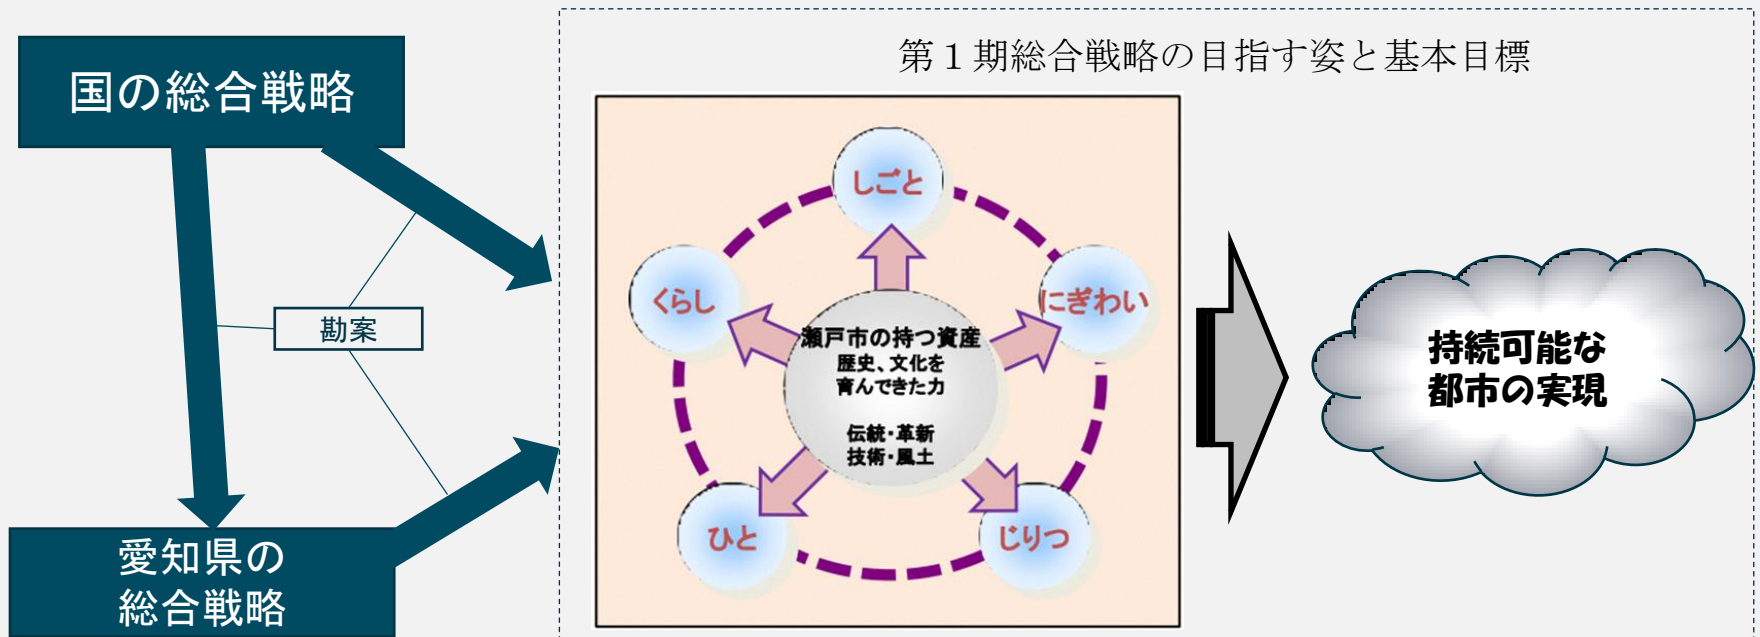 国の総合戦略
勘案
愛知県の
総合戦略
第１期総合戦略の目指す姿と基本目標
しごと
くらし
にぎわい
瀬戸市の持つ資産
歴史、文化を
育んできた力
伝統・革新
技術・風土
ひと
じりつ
持続可能な
都市の実現